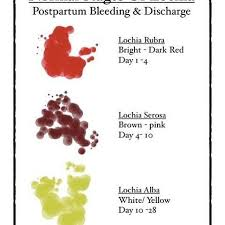 Postpartum Bleeding & Discharge
Lochia Rubra
Bright - Dark Red
Day 1 -4
Lochia Serosa
Brown - pink
Day 4- 10
Lochia Alba
White/ Yellow
Day 10 -28